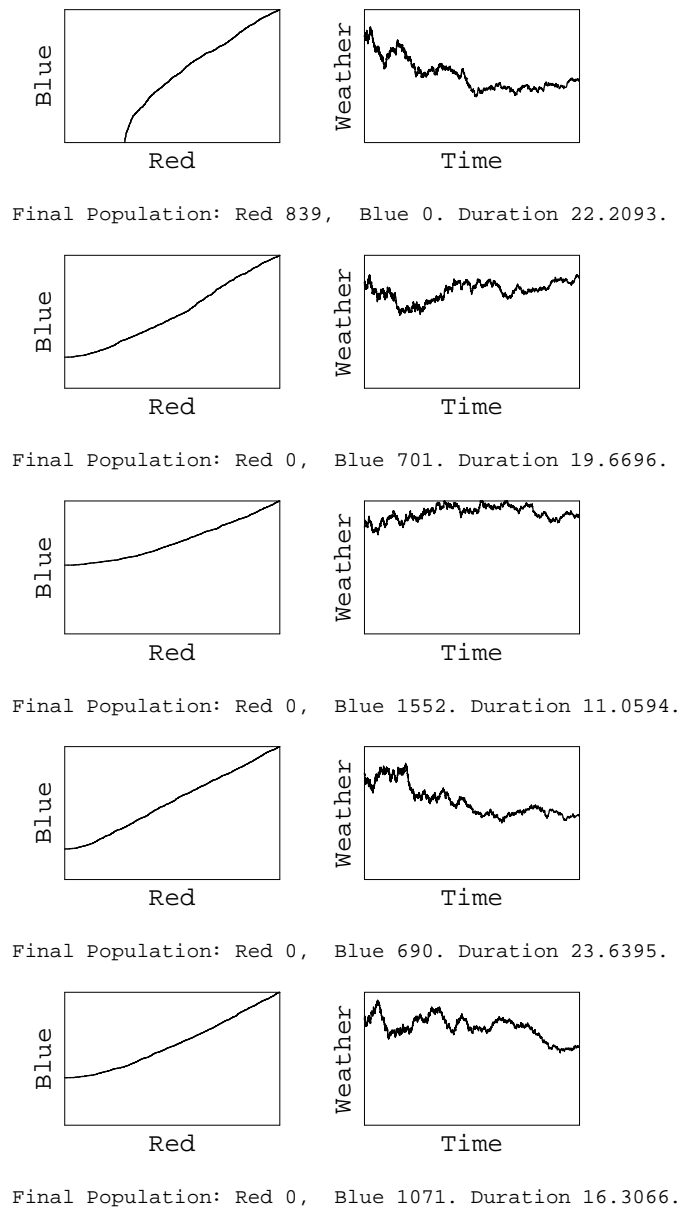 Blue
Weather
Red
Time
Final Population: Red 839, Blue 0. Duration 22.2093.
Blue
Weather
Red
Time
Final Population: Red 0, Blue 701. Duration 19.6696.
Blue
Weather
Red
Time
Final Population: Red 0, Blue 1552. Duration 11.0594.
Blue
Weather
Red
Time
Final Population: Red 0, Blue 690. Duration 23.6395.
Blue
Weather
Red
Time
Final Population: Red 0, Blue 1071. Duration 16.3066.